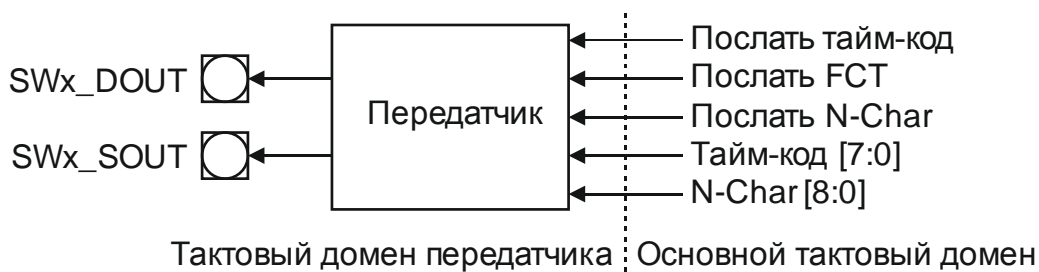 Послать тайм-код
SWx_DOUT
Послать FCT
Передатчик
Послать N-Char
SWx_SOUT
Тайм-код [7:0]
N-Char [8:0]
Тактовый домен передатчика
Основной тактовый домен